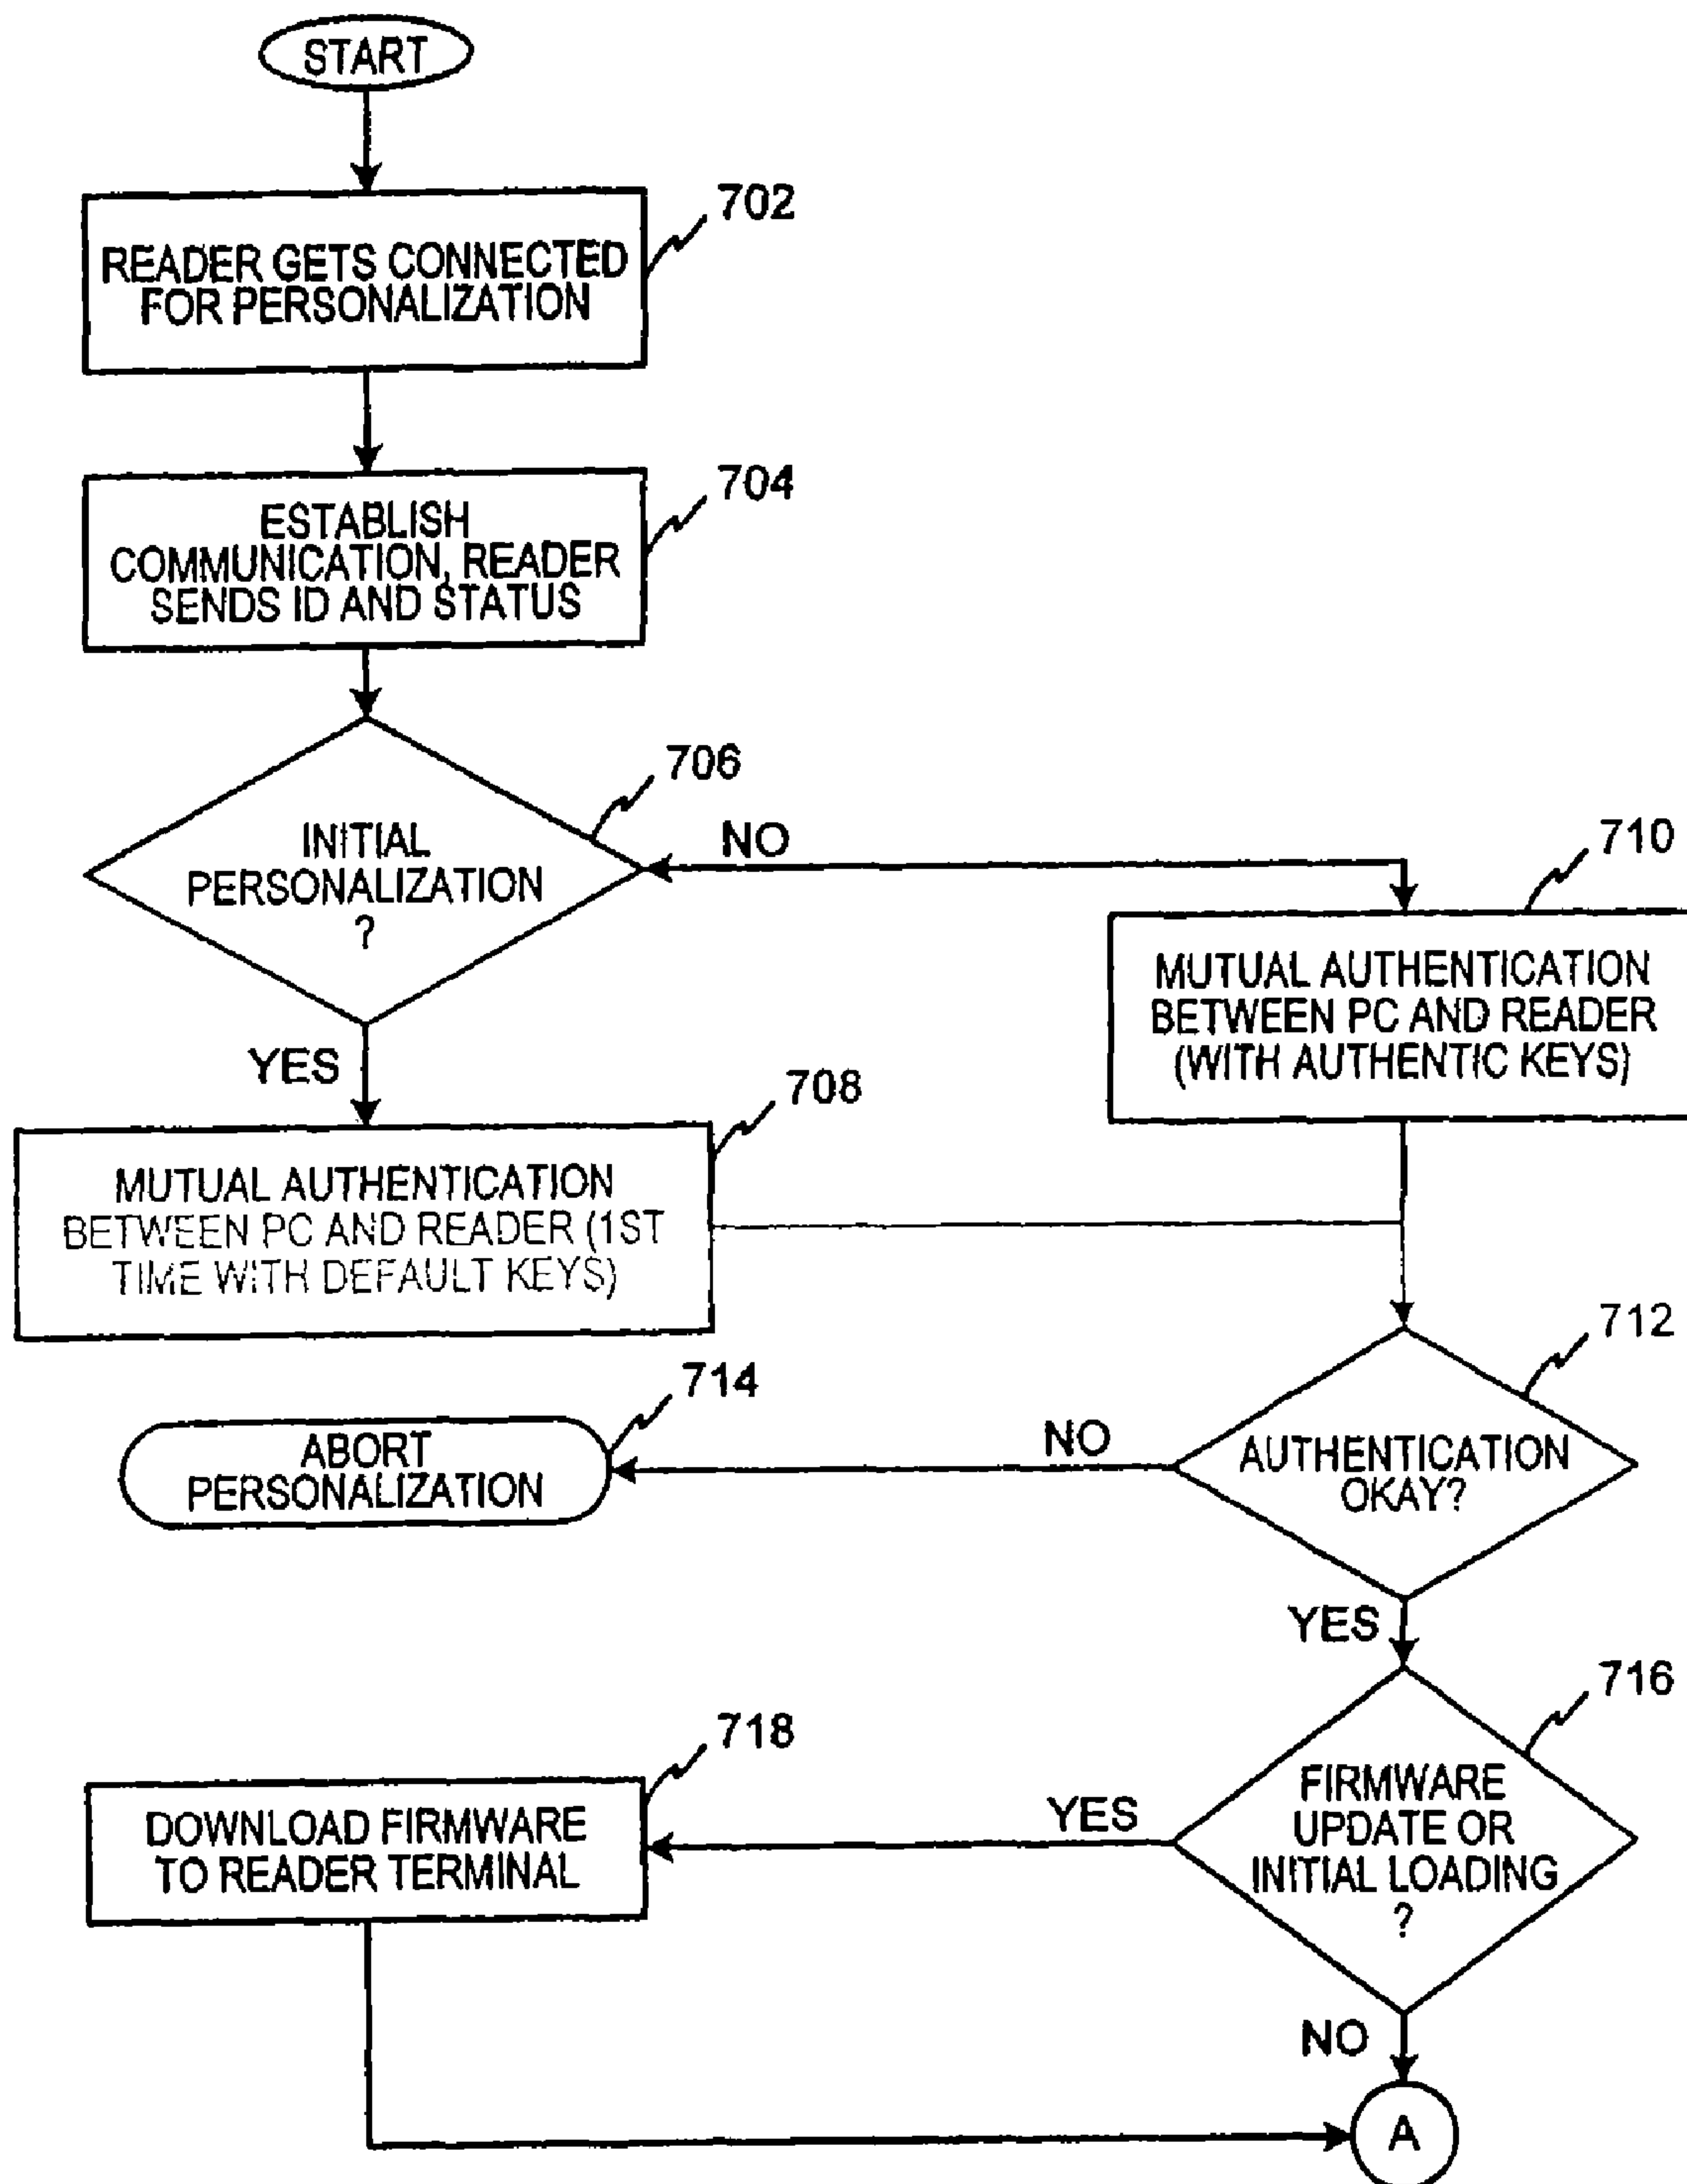 START
702
READER GETS CONNECTED
FOR PERSONALIZATION
704
ESTABLISH
COMMUNICATION, READER
SENDS ID AND STATUS
706
INITIAL
PERSONALIZATION
?
NO
710
MUTUAL AUTHENTICATION
BETWEEN PC AND READER
(WITH AUTHENTIC KEYS)
YES
708
MUTUAL AUTHENTICATION
BETWEEN PC AND READER (1ST
TIME WITH DEFAULT KEYS)
712
AUTHENTICATION
OKAY?
NO
714
ABORT
PERSONALIZATION
YES
716
FIRMWARE
UPDATE OR
INITIAL LOADING
?
YES
718
DOWNLOAD FIRMWARE
TO READER TERMINAL
NO
A